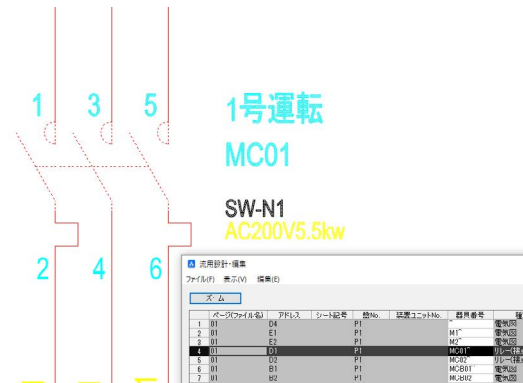 1 3 5
1号運転
MC01
SW-N1
AC200V5.5kw
2 4 6
流用設計・編集
ファイル(F) 表示(V) 編集(E)
ズーム
ページ(ファイル名) アドレス シート記号 盤No. 装置ユニットNo. 器具番号 種
1 01 D4 P1 ~ 電気図
2 01 E1 P1 M1~ 電気図
3 01 E2 P1 M2~ 電気図
4 01 D1 P1 MC01~ リレー(接点
5 01 D2 P1 MC02~ リレー(接点
6 01 B1 P1 MCB01~ 電気図
7 01 B2 P1 MCB02 電気図